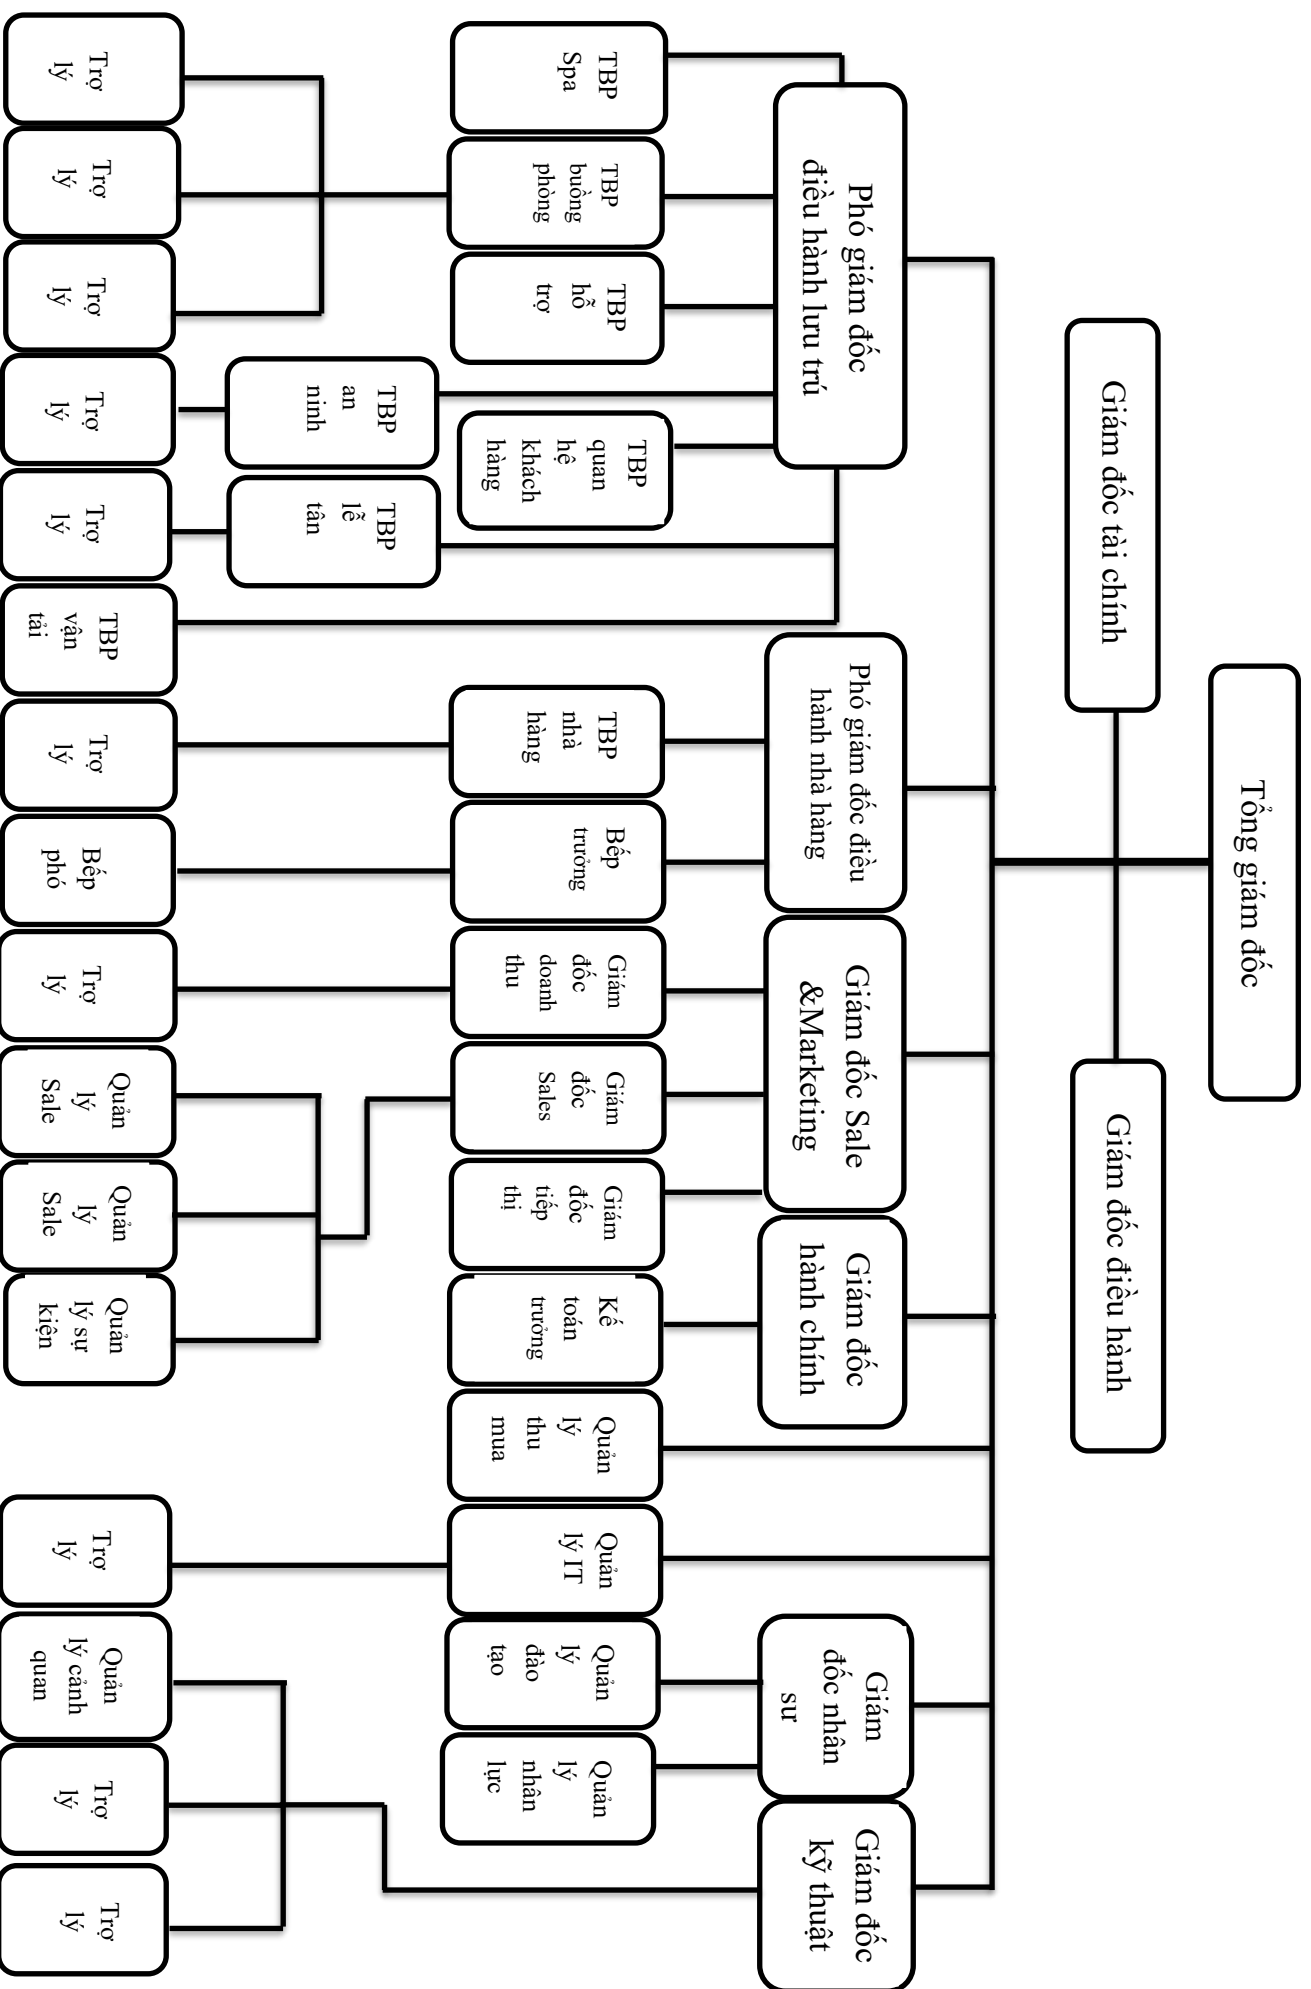 Tổng giám đốc
Giám đốc tài chính
Giám đốc điều hành
Phó giám đốc
điều hành lưu trú
Phó giám đốc điều
hành nhà hàng
Giám đốc Sale
&Marketing
Giám đốc
hành chính
Giám
đốc nhân
sư
Giám đốc
kỹ thuật
TBP
Spa
TBP
buồng
phòng
TBP
hỗ
trợ
TBP
an
ninh
TBP
quan
hệ
khách
hàng
TBP
lễ
tân
TBP
nhà
hàng
Bếp
trưởng
Giám
đốc
doanh
thu
Giám
đốc
Sales
Giám
đốc
tiếp
thị
Kế
toán
trưởng
Quản
lý
thu
mua
Quản
lý IT
Quản
lý
đào
tạo
Quản
lý
nhân
lực
Trợ
lý
Trợ
lý
Trợ
lý
Trợ
lý
Trợ
lý
TBP
vận
tải
Trợ
lý
Bếp
phó
Trợ
lý
Quản
lý
Sale
Quản
lý
Sale
Quản
lý sự
kiện
Trợ
lý
Quản
lý cảnh
quan
Trợ
lý
Trợ
lý